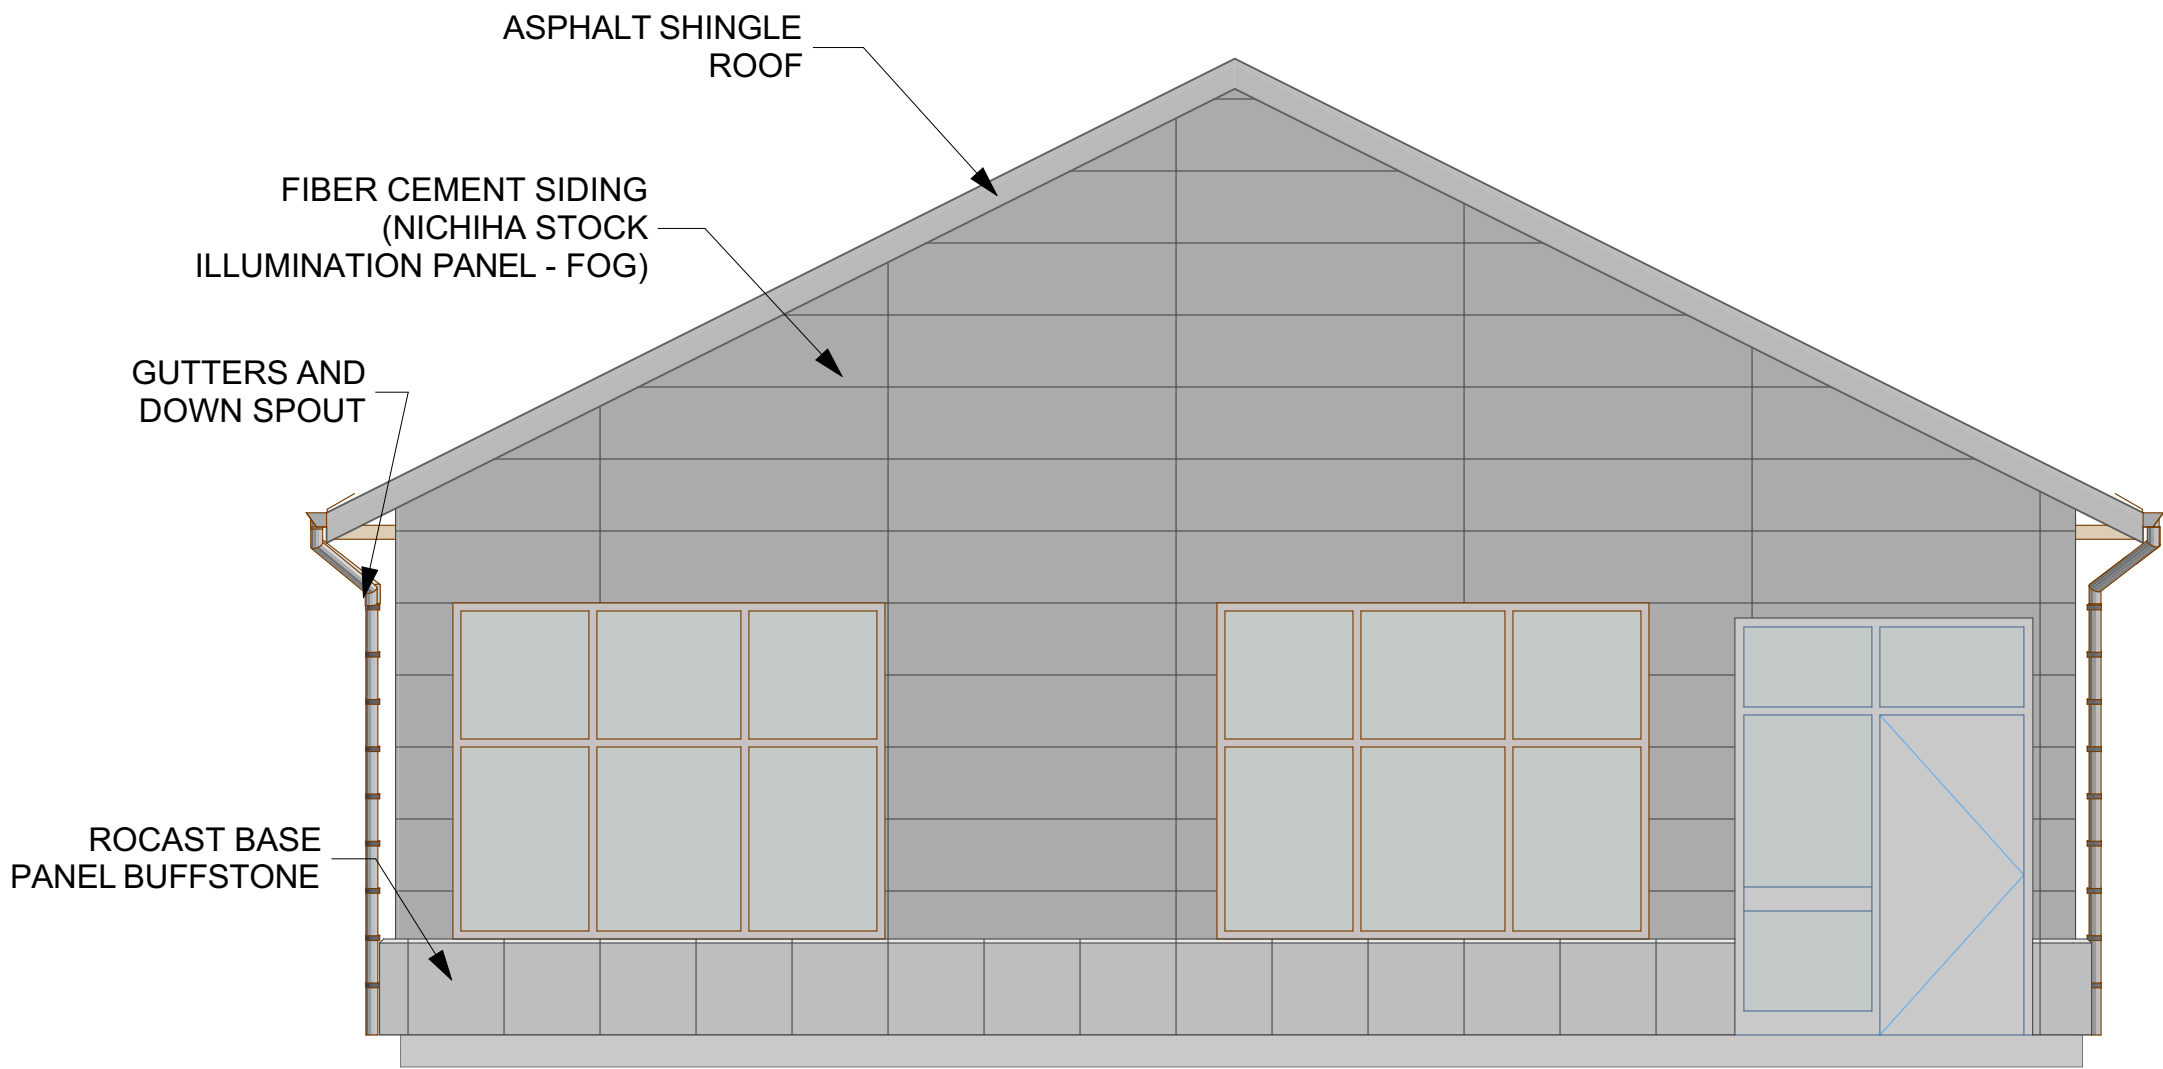 ASPHALT SHINGLE
ROOF
FIBER CEMENT SIDING
(NICHIHA STOCK
ILLUMINATION PANEL - FOG)
GUTTERS AND
DOWN SPOUT
ROCAST BASE
PANEL BUFFSTONE